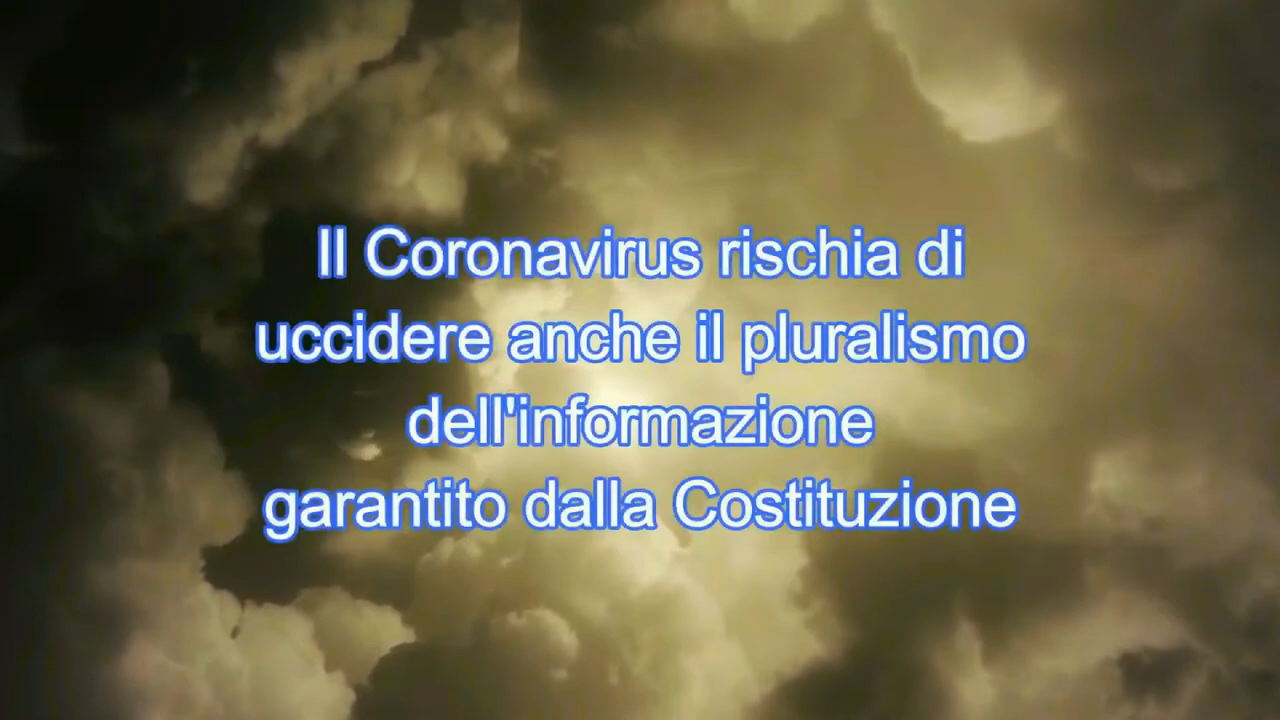 Il Coronavirus rischia di
uccidere anche il pluralismo
dell'informazione
garantito dalla Costituzione